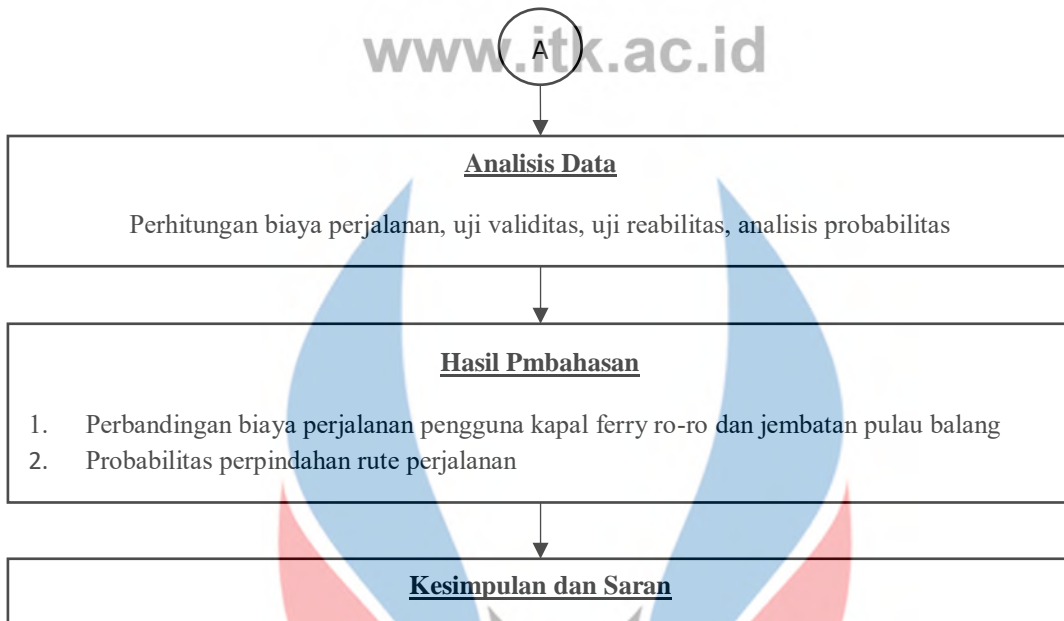 www.itk.ac.id
A
Analisis Data
Perhitungan biaya perjalanan, uji validitas, uji reabilitas, analisis probabilitas
Hasil Pmbahasan
1. Perbandingan biaya perjalanan pengguna kapal ferry ro-ro dan jembatan pulau balang
2. Probabilitas perpindahan rute perjalanan
Kesimpulan dan Saran